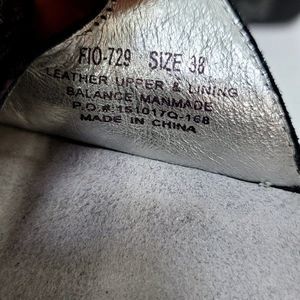 FIO-729 SIZE 38
LEATHER UPPER & LINING
BALANCE MANMADE
P.O.#:151017Q-168
MADE IN CHINA